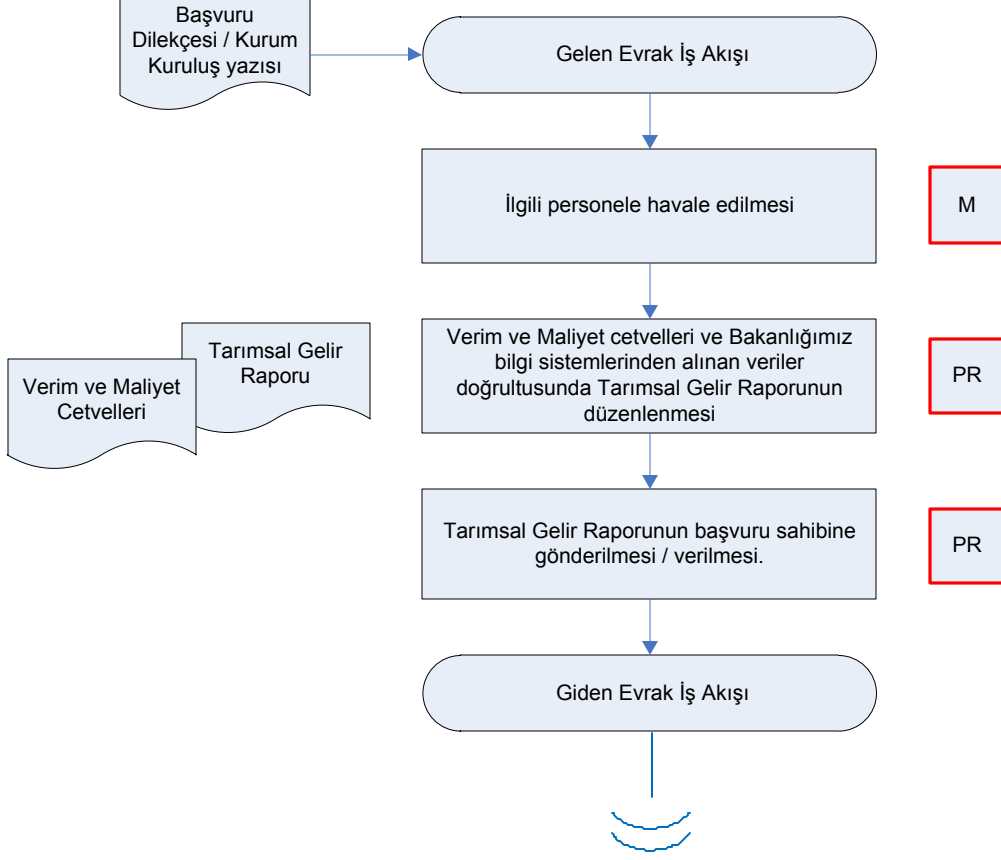 Başvuru
Dilekçesi / Kurum
Kuruluş yazısı
Gelen Evrak İş Akışı
İlgili personele havale edilmesi
M
Tarımsal Gelir
Raporu
Verim ve Maliyet
Cetvelleri
Verim ve Maliyet cetvelleri ve Bakanlığımız
bilgi sistemlerinden alınan veriler
doğrultusunda Tarımsal Gelir Raporunun
düzenlenmesi
PR
Tarımsal Gelir Raporunun başvuru sahibine
gönderilmesi / verilmesi.
PR
Giden Evrak İş Akışı